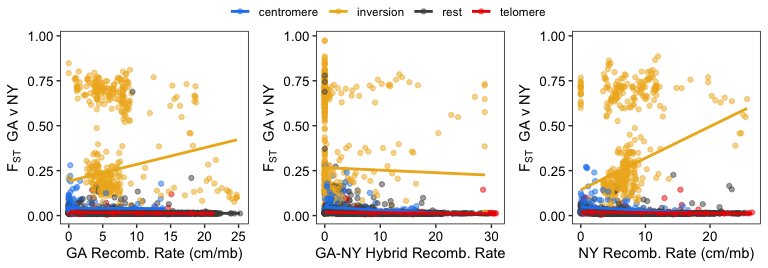 centromere inversion rest telomere
1.00 0.75 0.50 0.25 0.00
F_ST GA v NY
0 5 10 15 20 25
GA Recomb. Rate (cm/mb)
1.00 0.75 0.50 0.25 0.00
F_ST GA v NY
0 10 20 30
GA-NY Hybrid Recomb. Rate
1.00 0.75 0.50 0.25 0.00
F_ST GA v NY
0 10 20
NY Recomb. Rate (cm/mb)